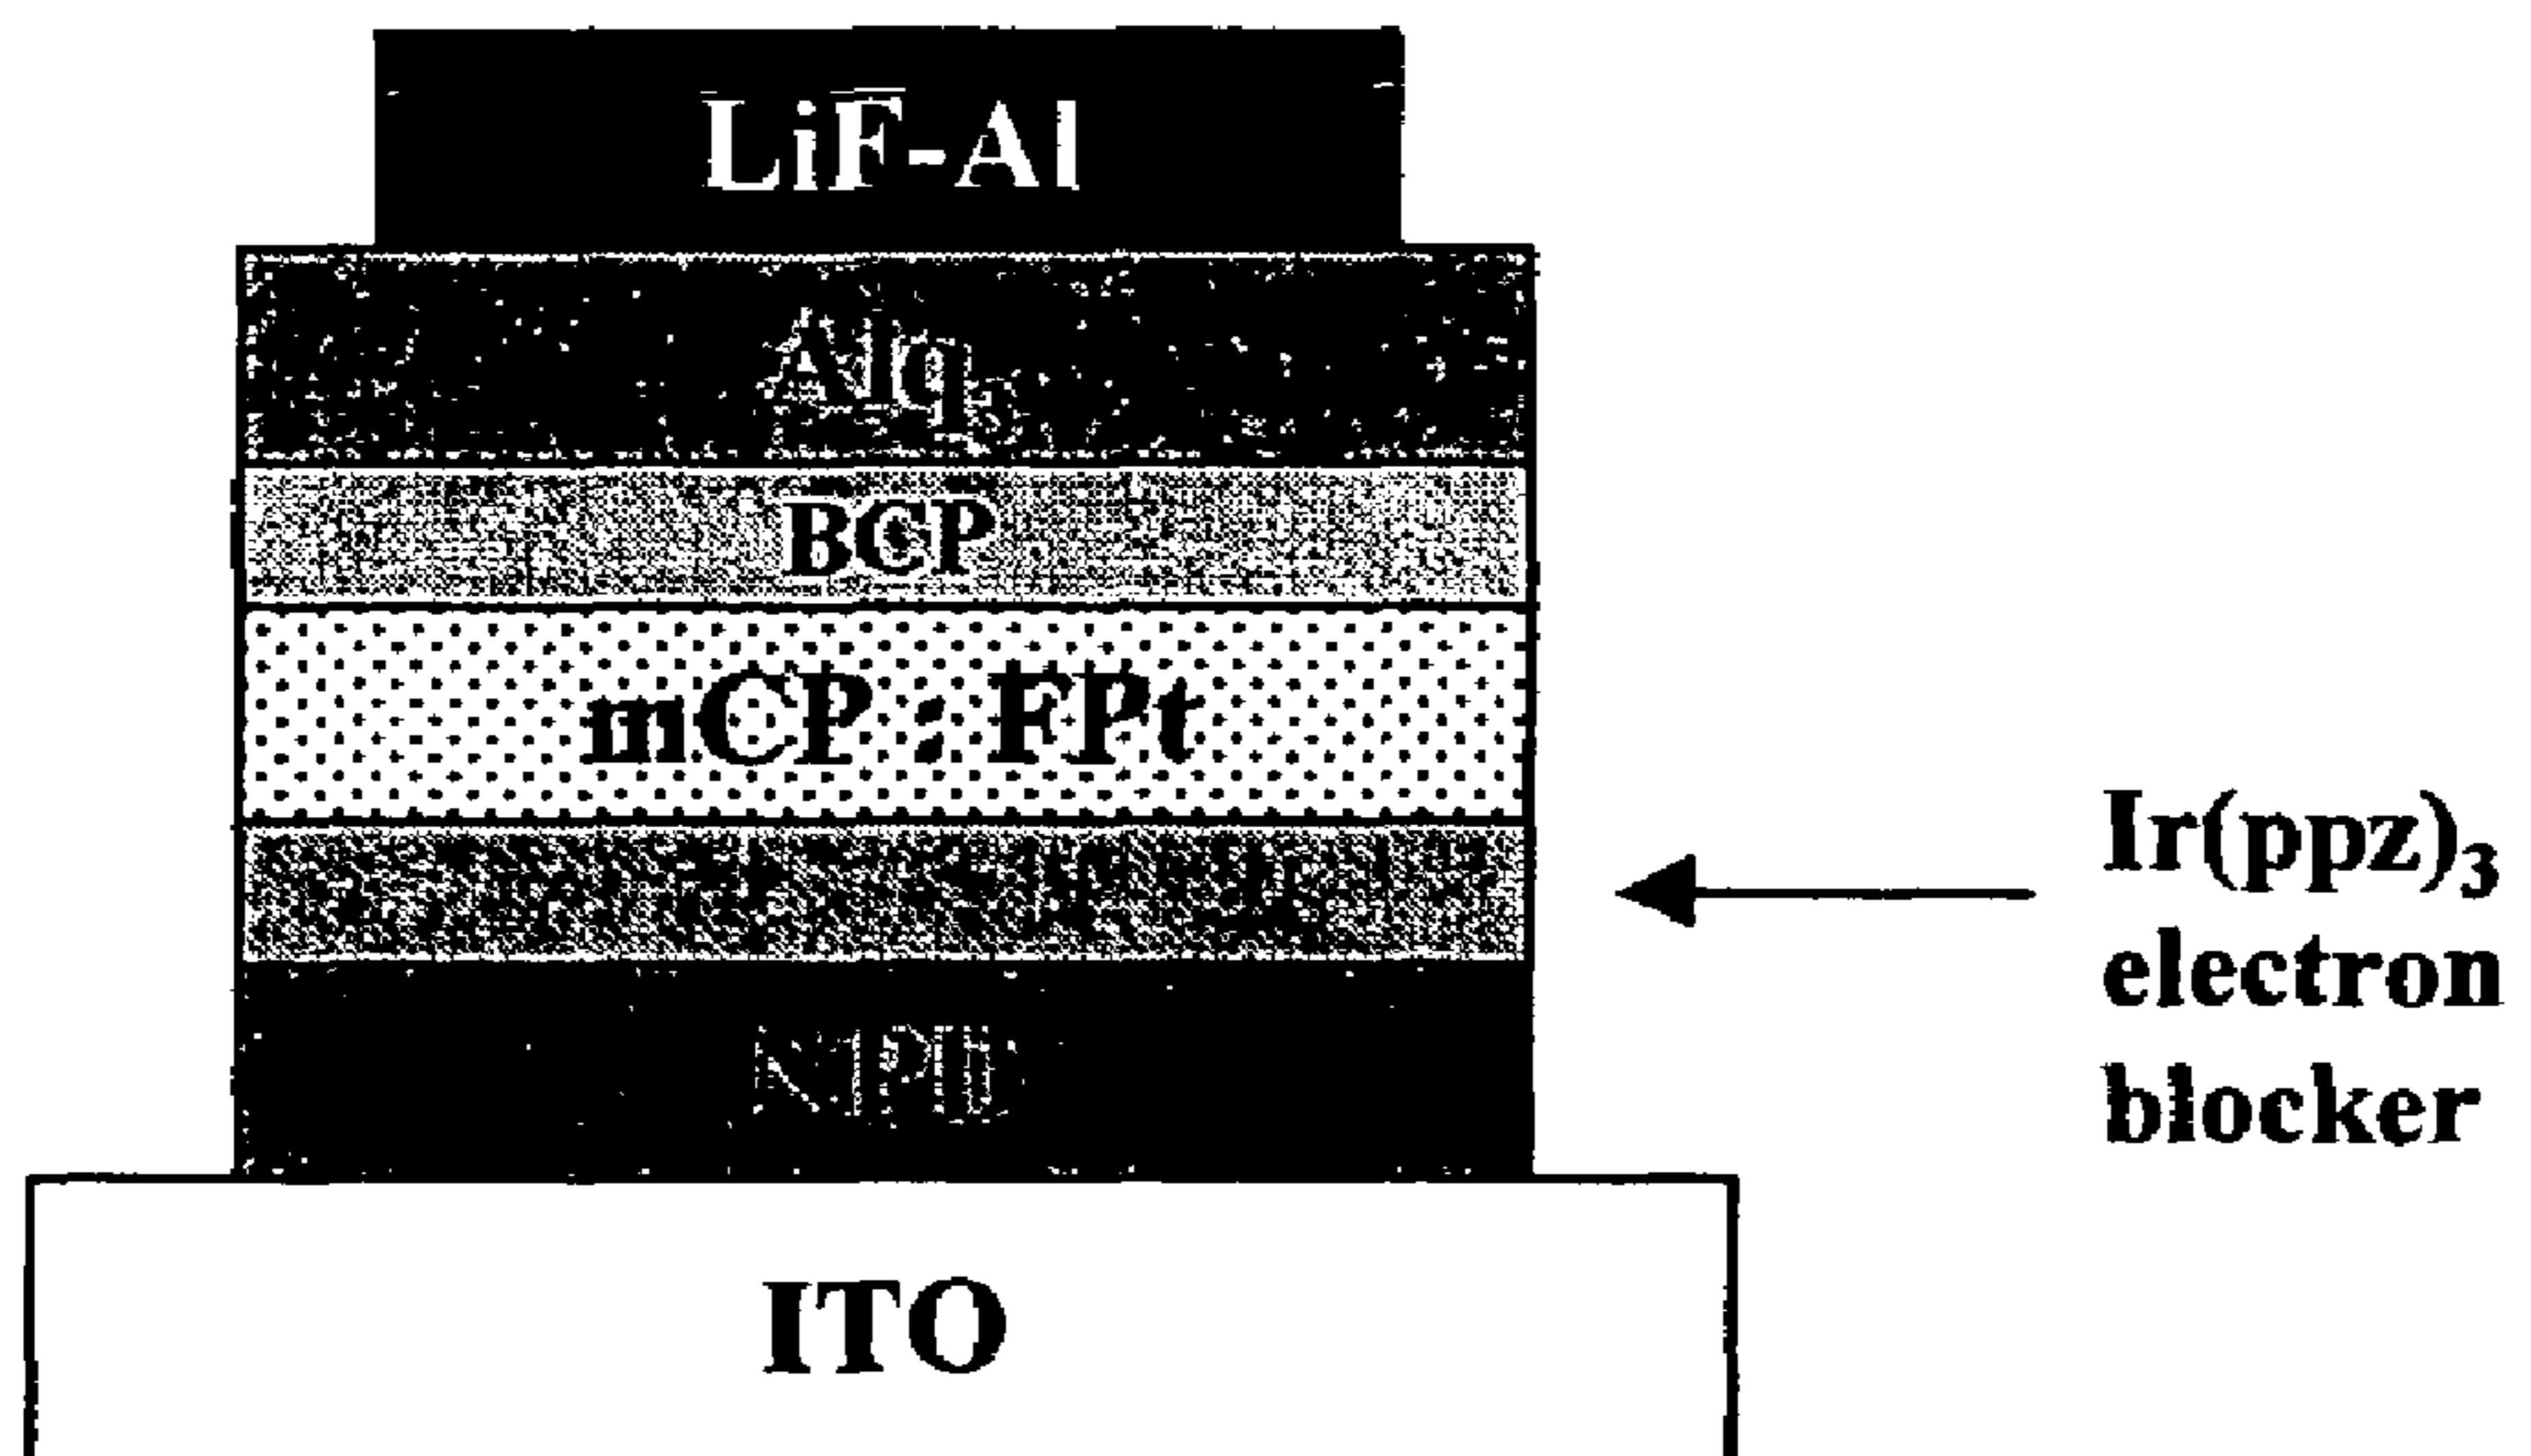 LiF-Al
Alq₃
BCP
mCP : FPt
Ir(ppz)₃
electron
blocker
NPD
ITO